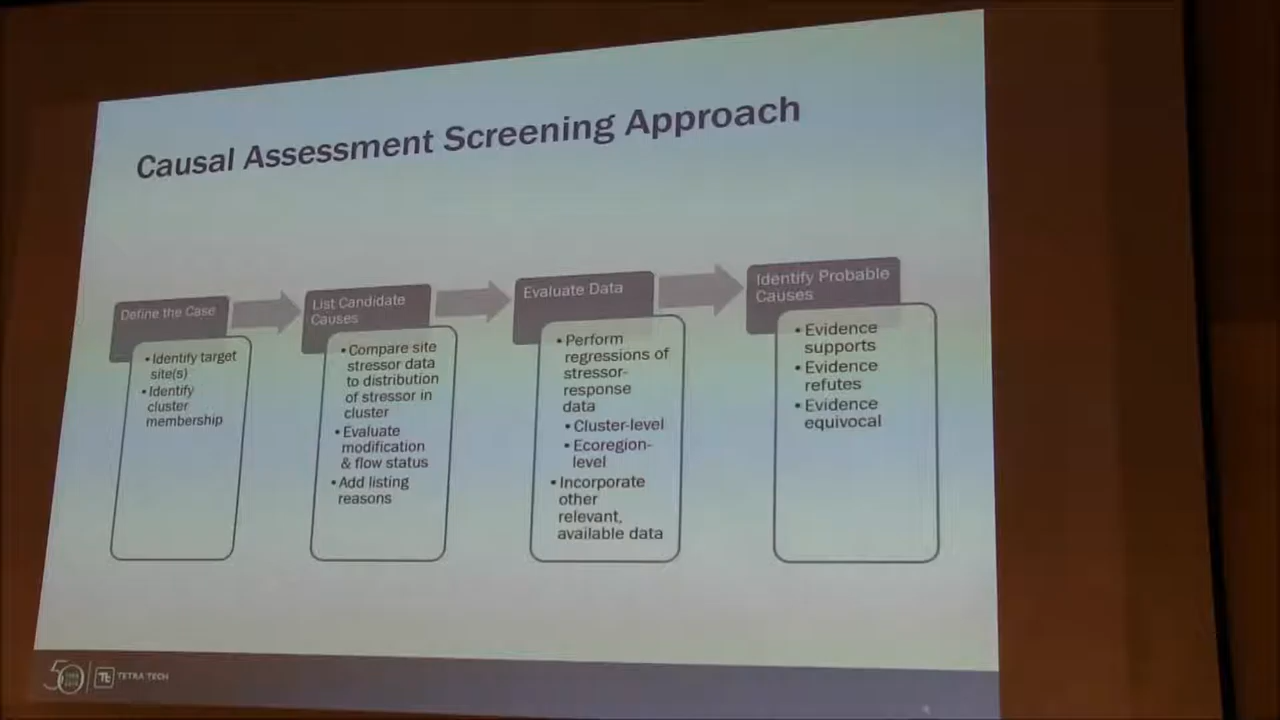 Causal Assessment Screening Approach
Define the Case
• Identify target
site(s)
• Identify
cluster
membership
List Candidate
Causes
• Compare site
stressor data
to distribution
of stressor in
cluster
• Evaluate
modification
& flow status
• Add listing
reasons
Evaluate Data
• Perform
regressions of
stressor-
response
data
• Cluster-level
• Ecoregion-
level
• Incorporate
other
relevant,
available data
Identify Probable
Causes
• Evidence
supports
• Evidence
refutes
• Evidence
equivocal
50
Tt
TETRA TECH